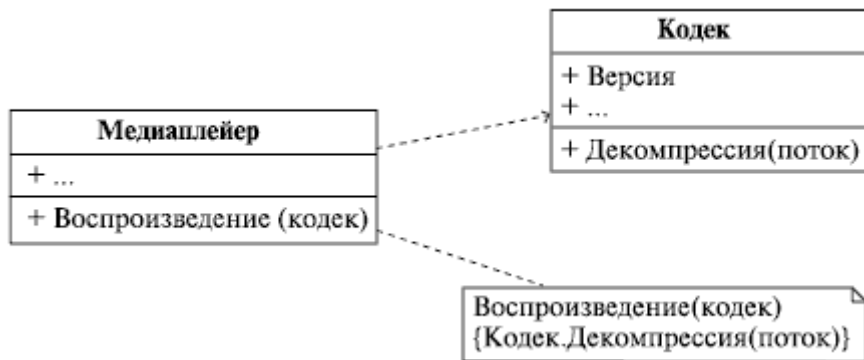 Кодек
+ Версия
+ ...
+ Декомпрессия(поток)
Медиаплейер
+ ...
+ Воспроизведение (кодек)
Воспроизведение(кодек)
{Кодек.Декомпрессия(поток)}